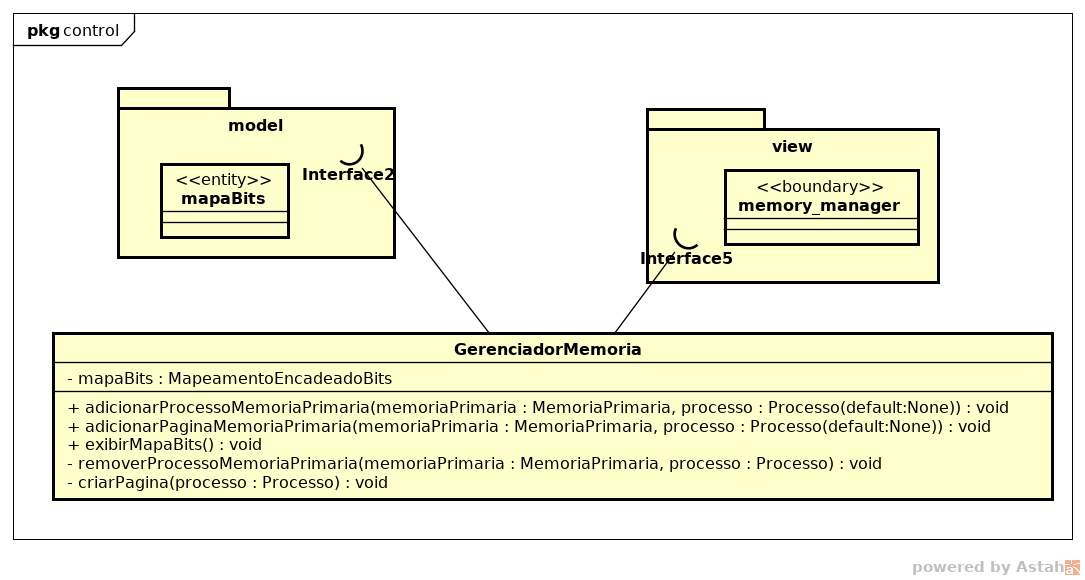 pkg control
model
<<entity>>
mapaBits
Interface2
view
<<boundary>>
memory_manager
Interface5
GerenciadorMemoria
- mapaBits : MapeamentoEncadeadoBits
+ adicionarProcessoMemoriaPrimaria(memoriaPrimaria : MemoriaPrimaria, processo : Processo(default:None)) : void
+ adicionarPaginaMemoriaPrimaria(memoriaPrimaria : MemoriaPrimaria, processo : Processo(default:None)) : void
+ exibirMapaBits() : void
- removerProcessoMemoriaPrimaria(memoriaPrimaria : MemoriaPrimaria, processo : Processo) : void
- criarPagina(processo : Processo) : void
powered by Astah